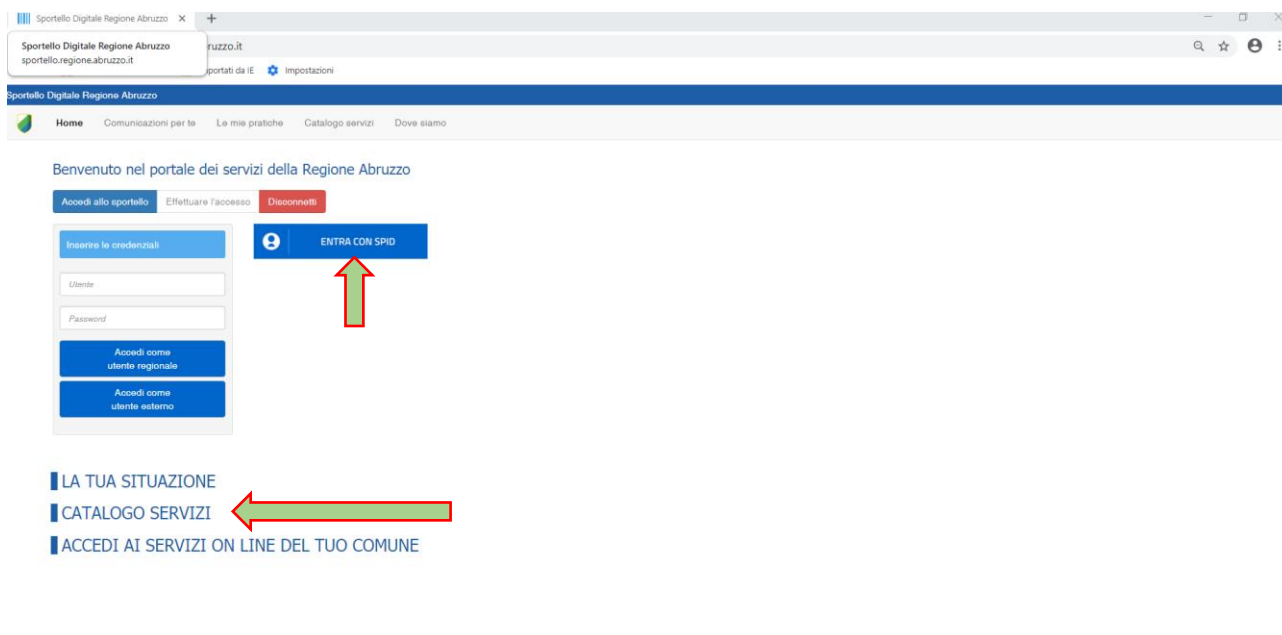 Sportello Digitale Regione Abruzzo
Sportello Digitale Regione Abruzzo
sportello.regione.abruzzo.it
ruzzo.it
portati da IE Impostazioni
Sportello Digitale Regione Abruzzo
Home Comunicazioni per te Le mie pratiche Catalogo servizi Dove siamo
Benvenuto nel portale dei servizi della Regione Abruzzo
Accedi allo sportello Effettuare l'accesso Disconnetti
Inserire le credenziali
ENTRA CON SPID
Utente
Password
Accedi come
utente regionale
Accedi come
utente esterno
LA TUA SITUAZIONE
CATALOGO SERVIZI
ACCEDI AI SERVIZI ON LINE DEL TUO COMUNE